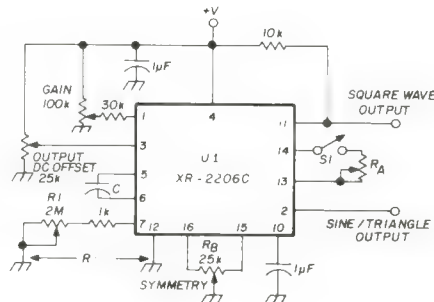 +V
10k
1μF
GAIN
100k
30k
SQUARE WAVE
OUTPUT
1
4
11
3
U1
XR-2206C
14
S1
RA
13
OUTPUT
DC OFFSET
25k
5
C
6
2
R1
2M
1k
7
SINE/TRIANGLE
OUTPUT
12
16
RB
25k
15
10
R
SYMMETRY
1μF